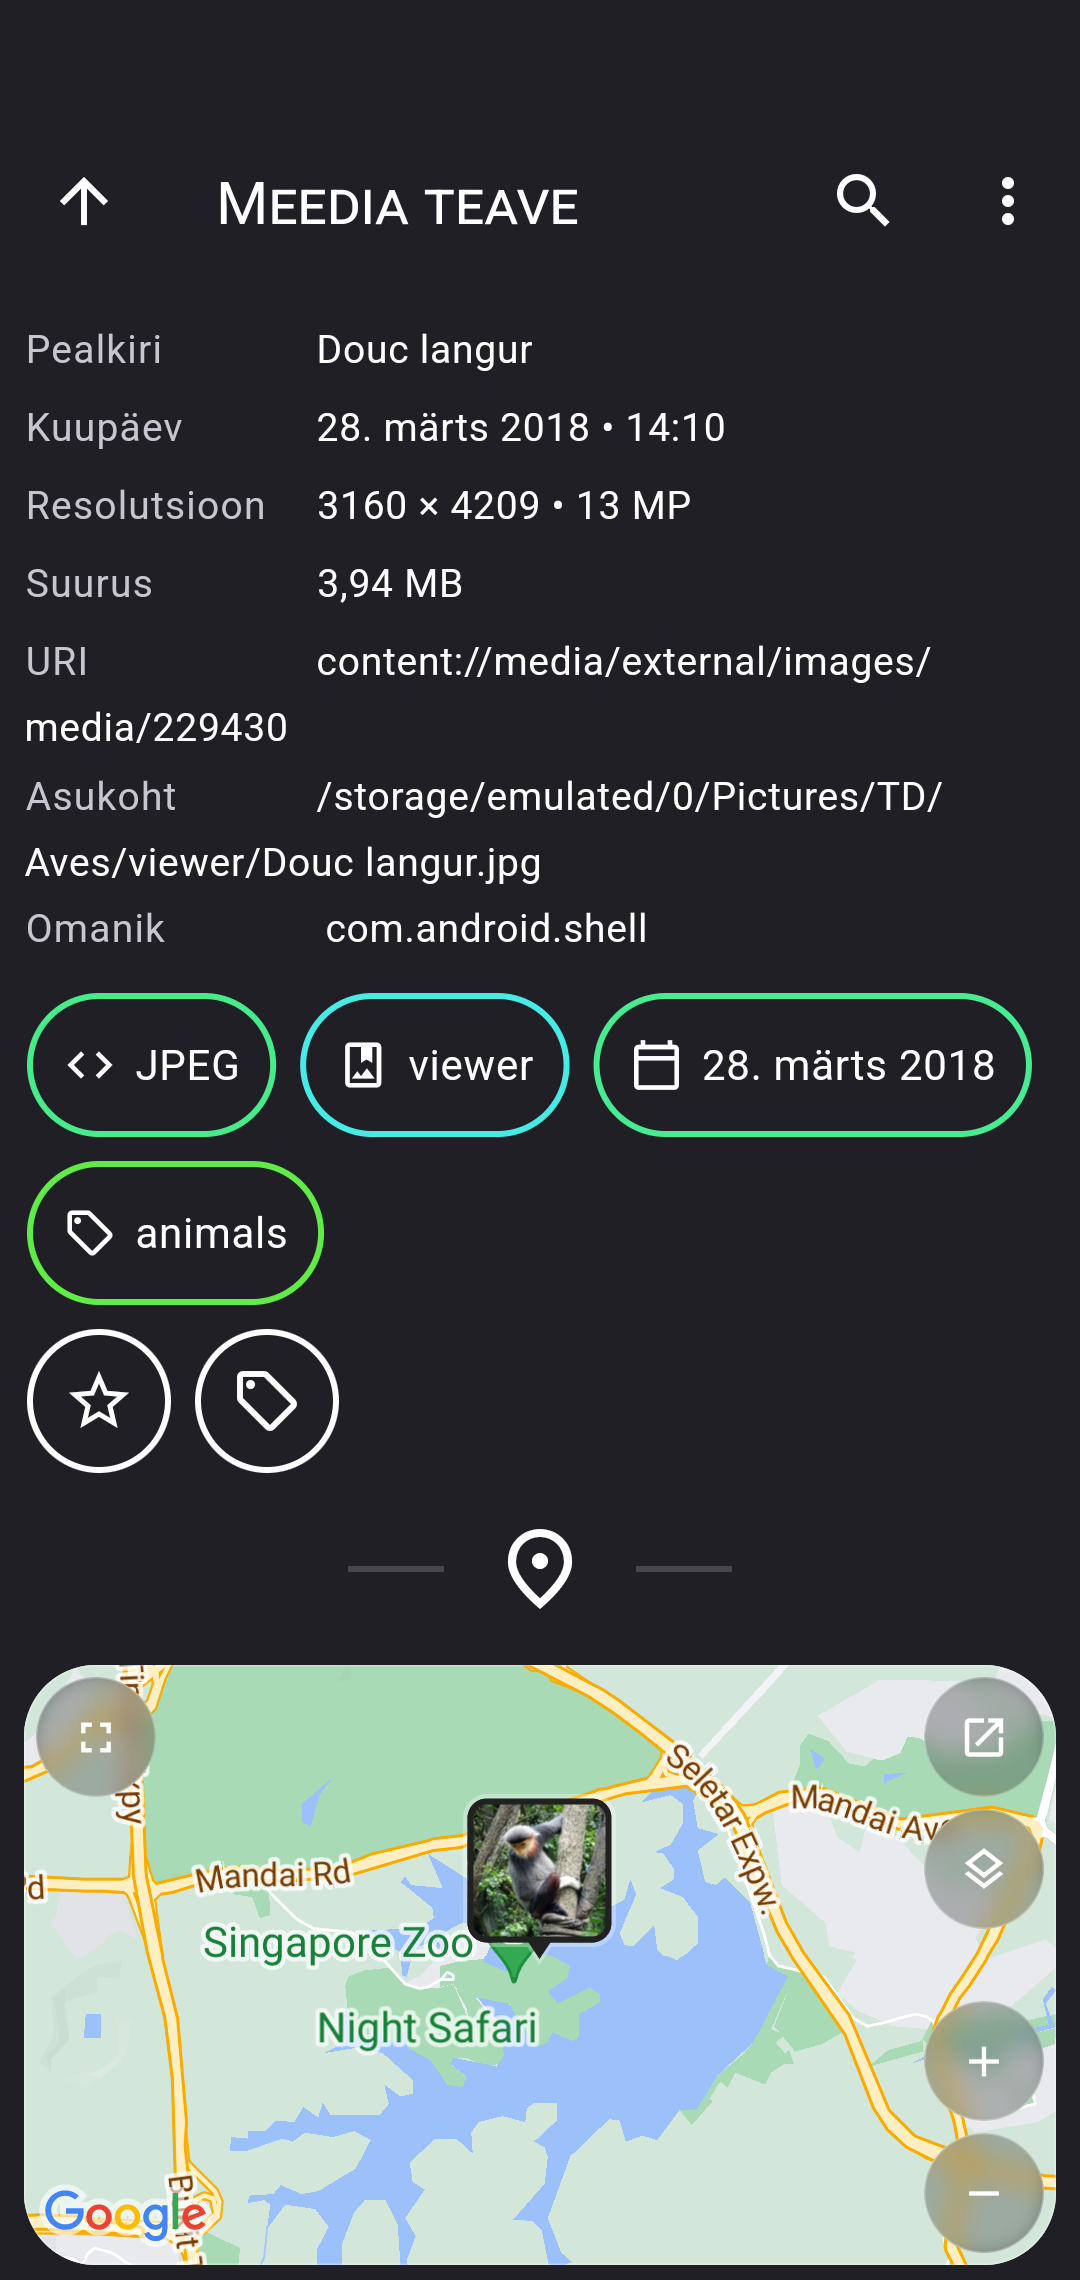 Meedia teave
Pealkiri Douc langur
Kuupäev 28. märts 2018 • 14:10
Resolutsioon 3160 × 4209 • 13 MP
Suurus 3,94 MB
URI content://media/external/images/
media/229430
Asukoht /storage/emulated/0/Pictures/TD/
Aves/viewer/Douc langur.jpg
Omanik com.android.shell
JPEG viewer 28. märts 2018
animals
Seletar Expw.
Mandai Ave
Mandai Rd
Singapore Zoo
Night Safari
Google